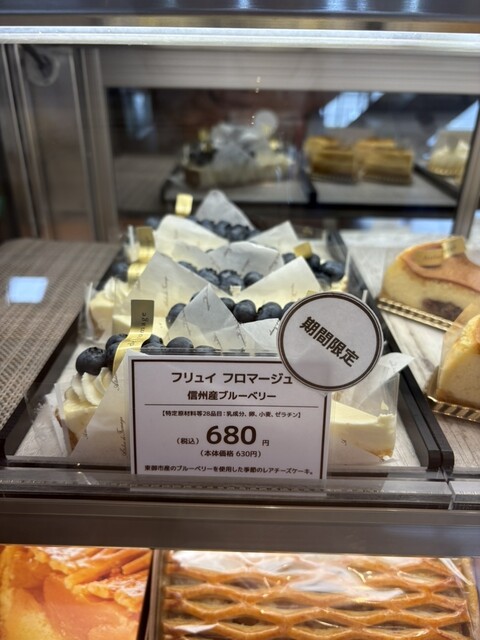 期間限定
フリュイ フロマージュ
信州産ブルーベリー
【特定原材料等28品目：乳成分、卵、小麦、ゼラチン】
（税込） 680 円
（本体価格 630円）
東御市産のブルーベリーを使用した季節のレアチーズケーキ。